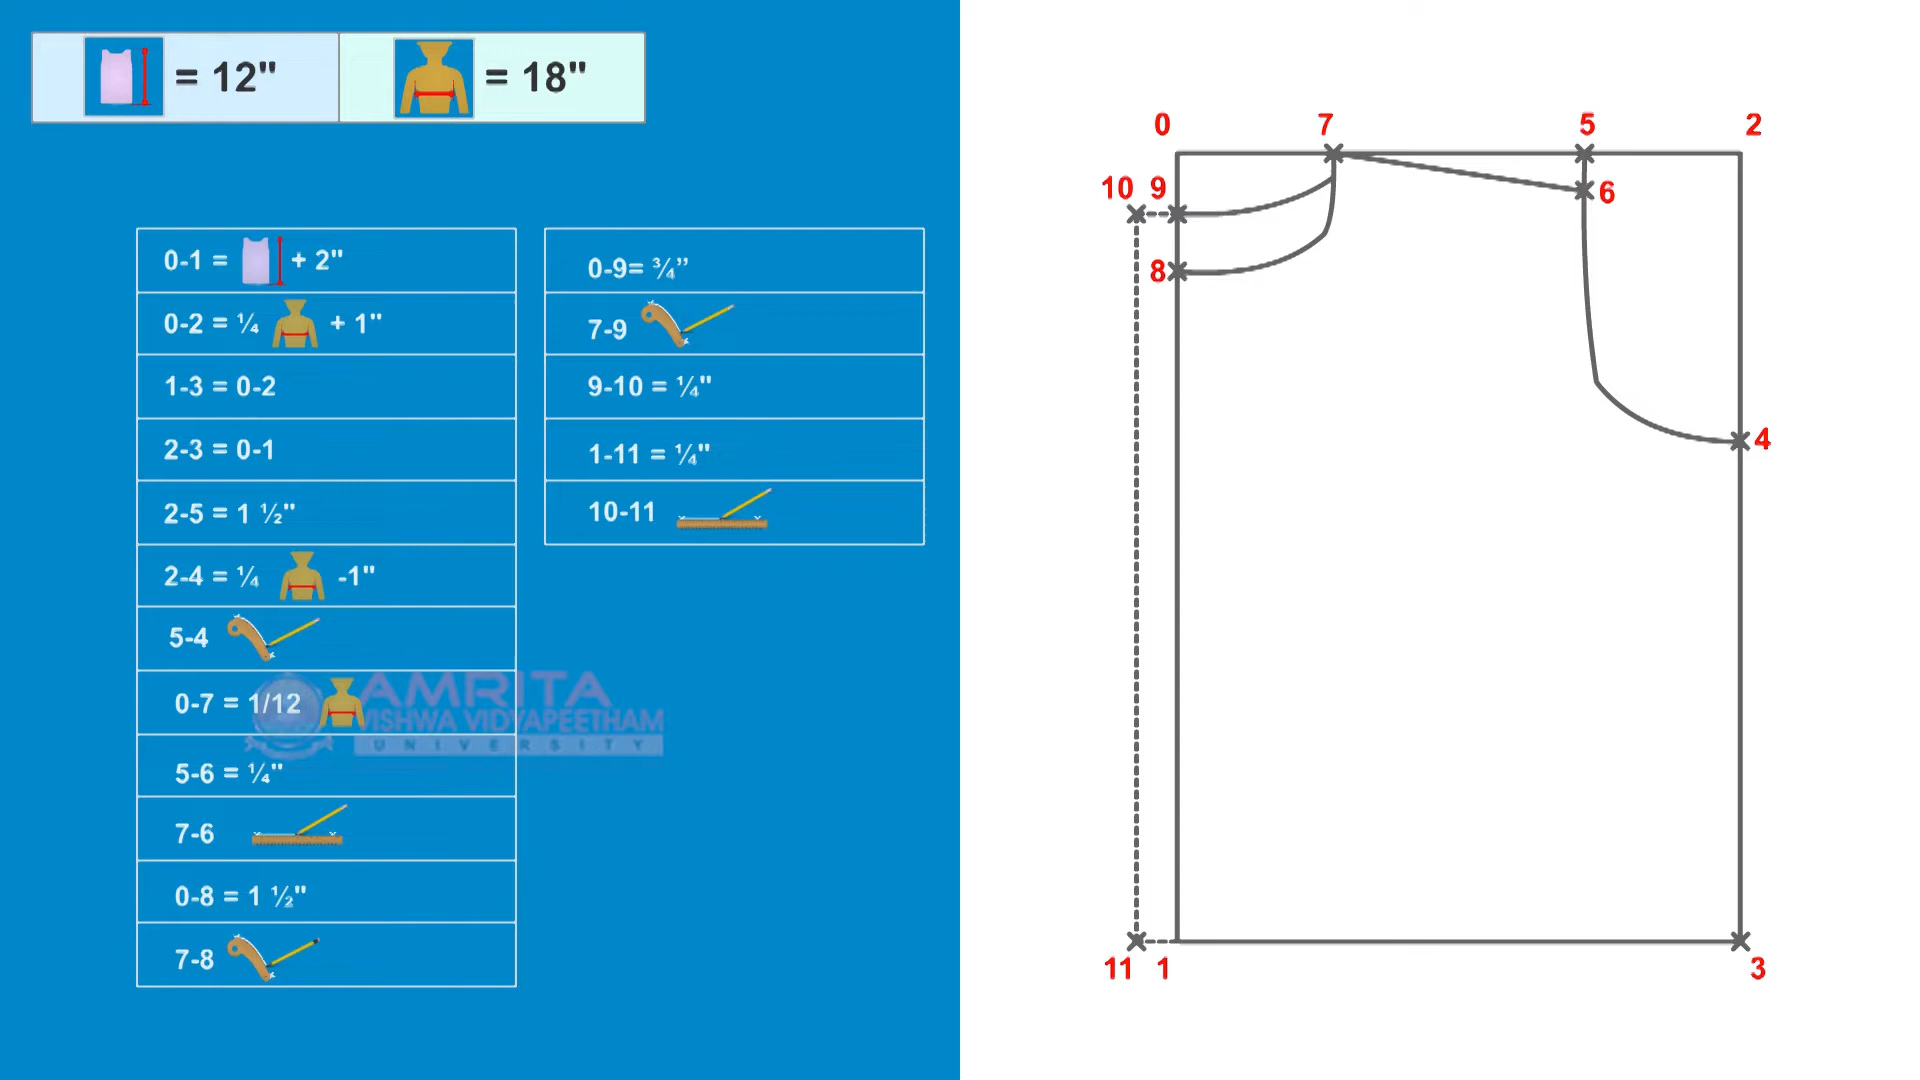 = 12"
= 18"
0-1 = + 2"
0-2 = ¼ + 1"
1-3 = 0-2
2-3 = 0-1
2-5 = 1 ½"
2-4 = ¼ -1"
5-4
0-7 = 1/12
5-6 = ¼"
7-6
0-8 = 1 ½"
7-8
0-9= ¾”
7-9
9-10 = ¼"
1-11 = ¼"
10-11
AMRITA
VISHWA VIDYAPEETHAM
UNIVERSITY
0 7 5 2
10 9 6
8
4
11 1 3